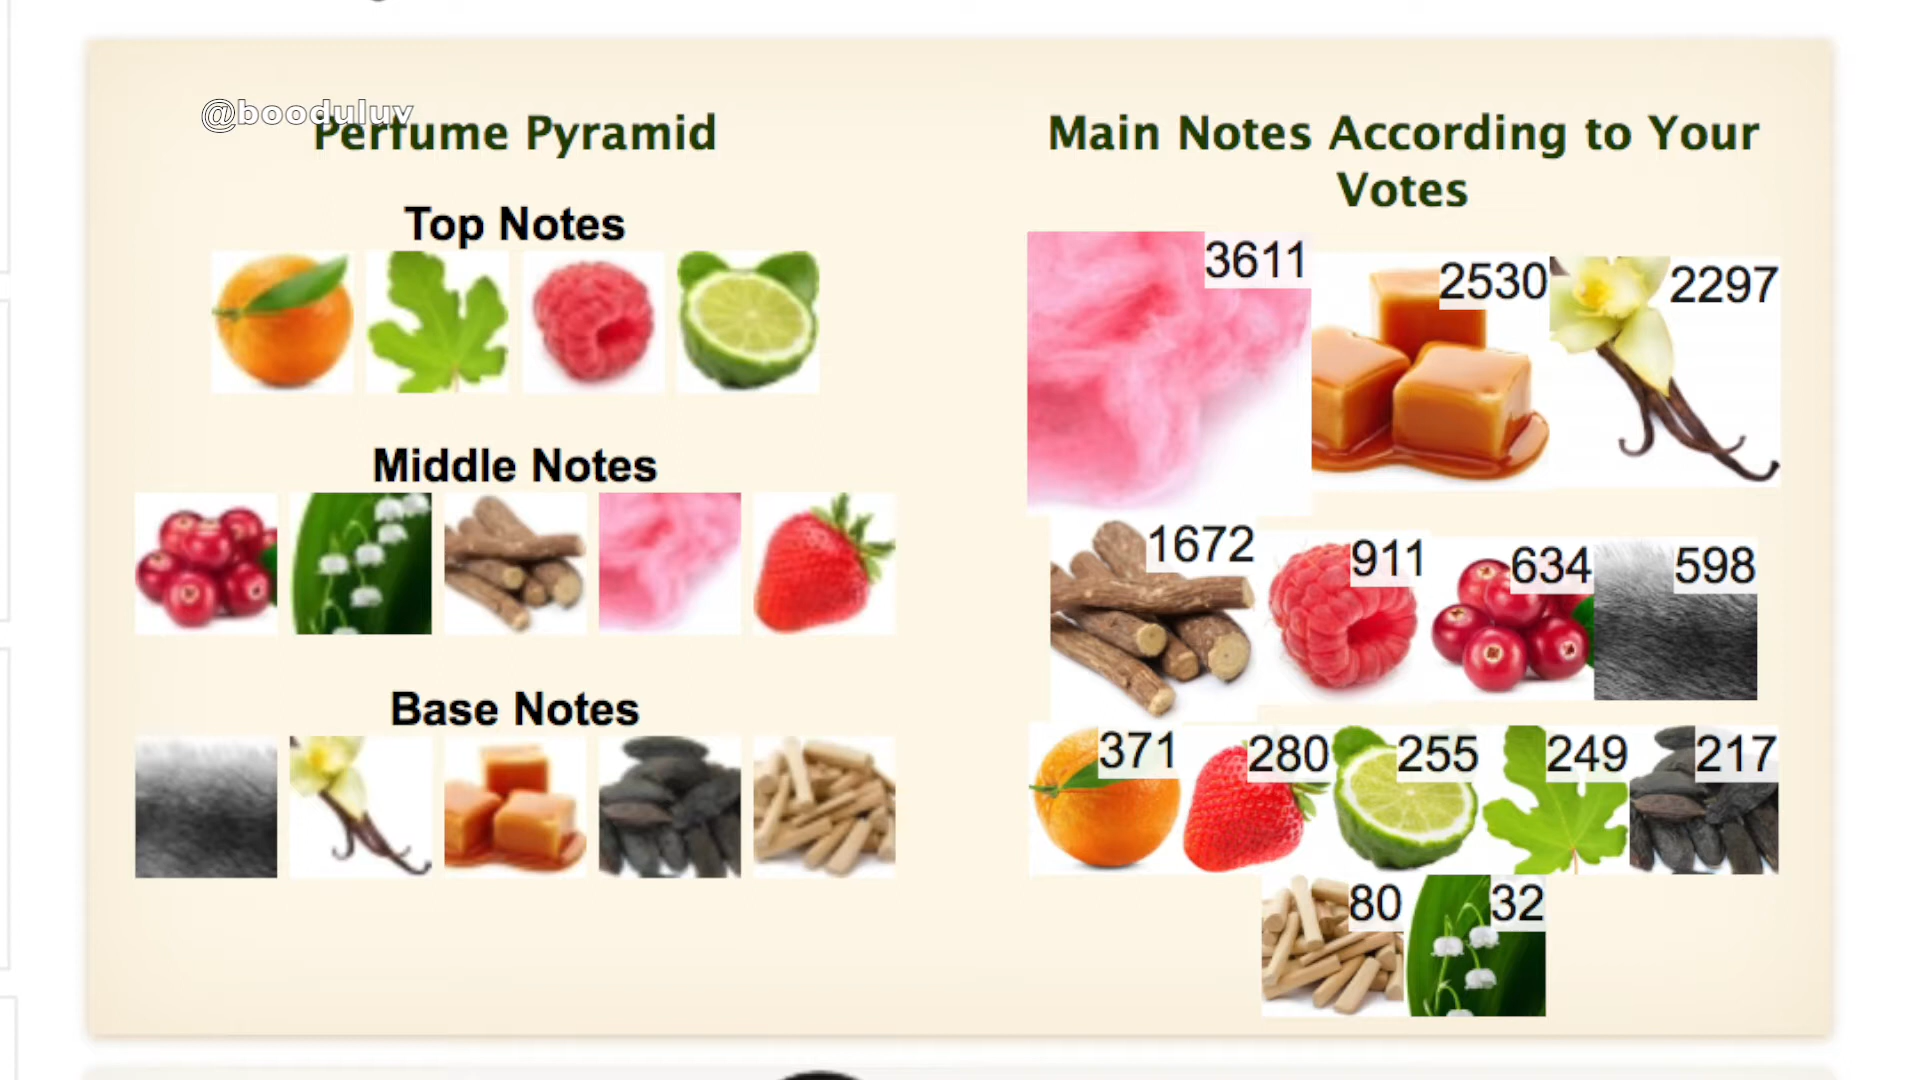 @booduluv
Perfume Pyramid
Top Notes
Middle Notes
Base Notes
Main Notes According to Your
Votes
3611
2530
2297
1672
911
634
598
371
280
255
249
217
80
32